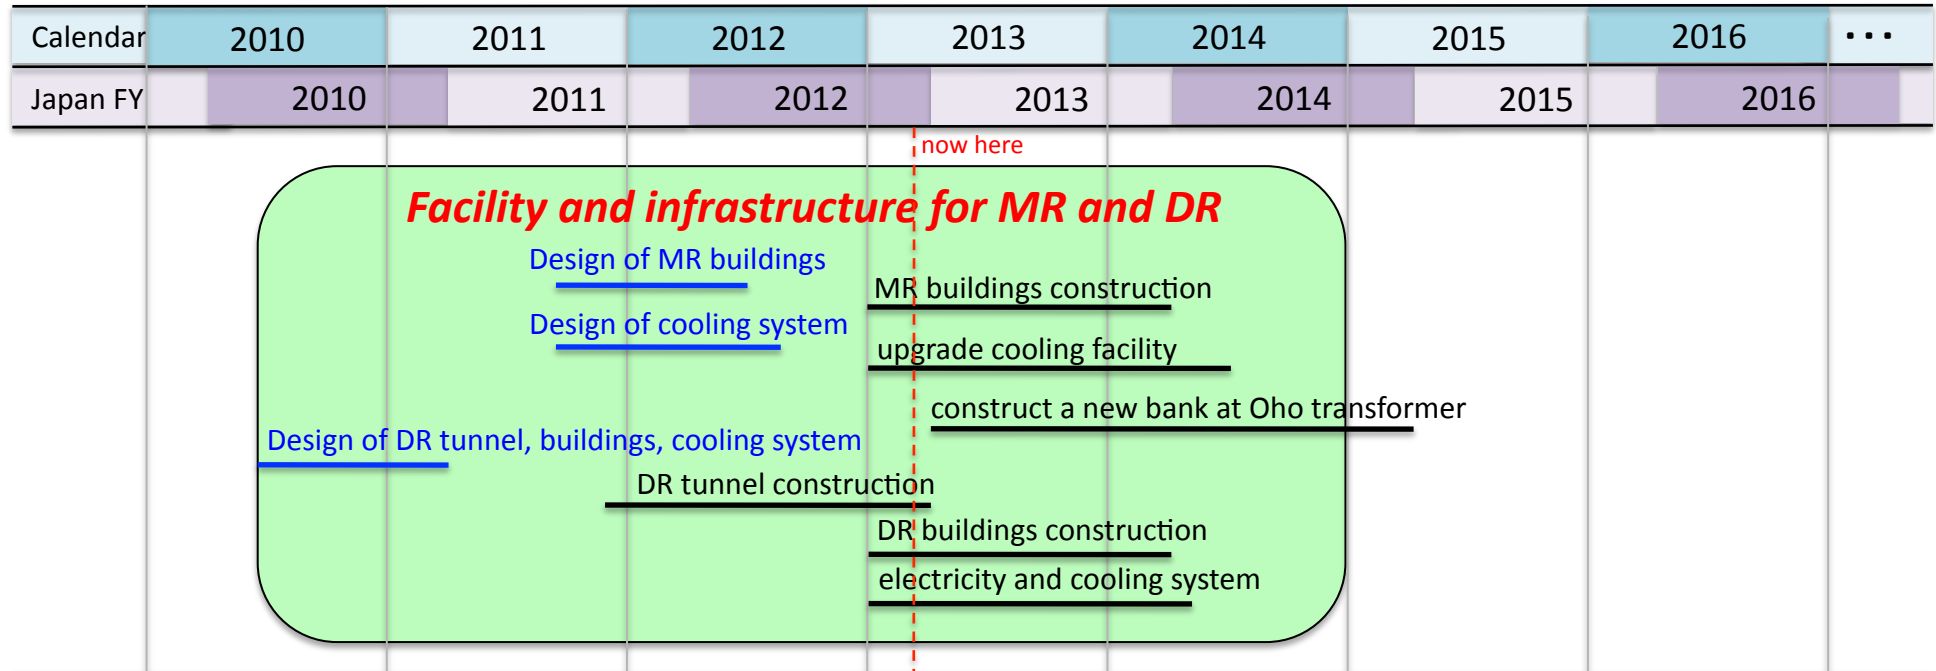 Calendar 2010 2011 2012 2013 2014 2015 2016 ...
Japan FY 2010 2011 2012 2013 2014 2015 2016
now here
Facility and infrastructure for MR and DR
Design of MR buildings
MR buildings construction
Design of cooling system
upgrade cooling facility
construct a new bank at Oho transformer
Design of DR tunnel, buildings, cooling system
DR tunnel construction
DR buildings construction
electricity and cooling system